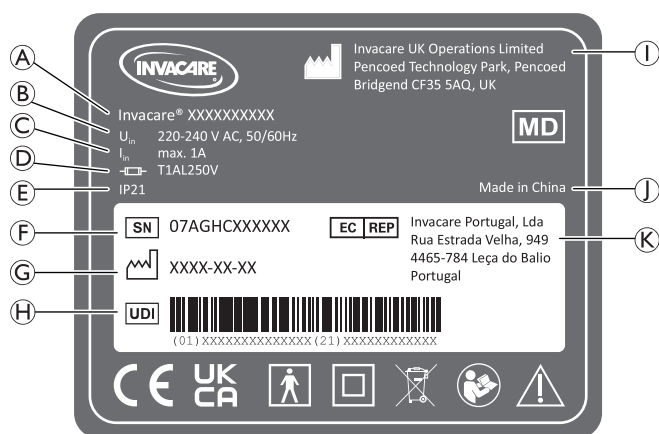 INVACARE
Invacare UK Operations Limited
Pencoed Technology Park, Pencoed
Bridgend CF35 5AQ, UK
A
Invacare® XXXXXXXXXX
B
Uin 220-240 V AC, 50/60Hz
C
Iin max. 1A
D
T1AL250V
E
IP21
MD
I
Made in China
J
F
SN 07AGHCXXXXXX
G
XXXX-XX-XX
H
UDI
(01)XXXXXXXXXXXXXX(21)XXXXXXXXXXXX
EC REP
Invacare Portugal, Lda
Rua Estrada Velha, 949
4465-784 Leça do Balio
Portugal
K
CE
UK
CA